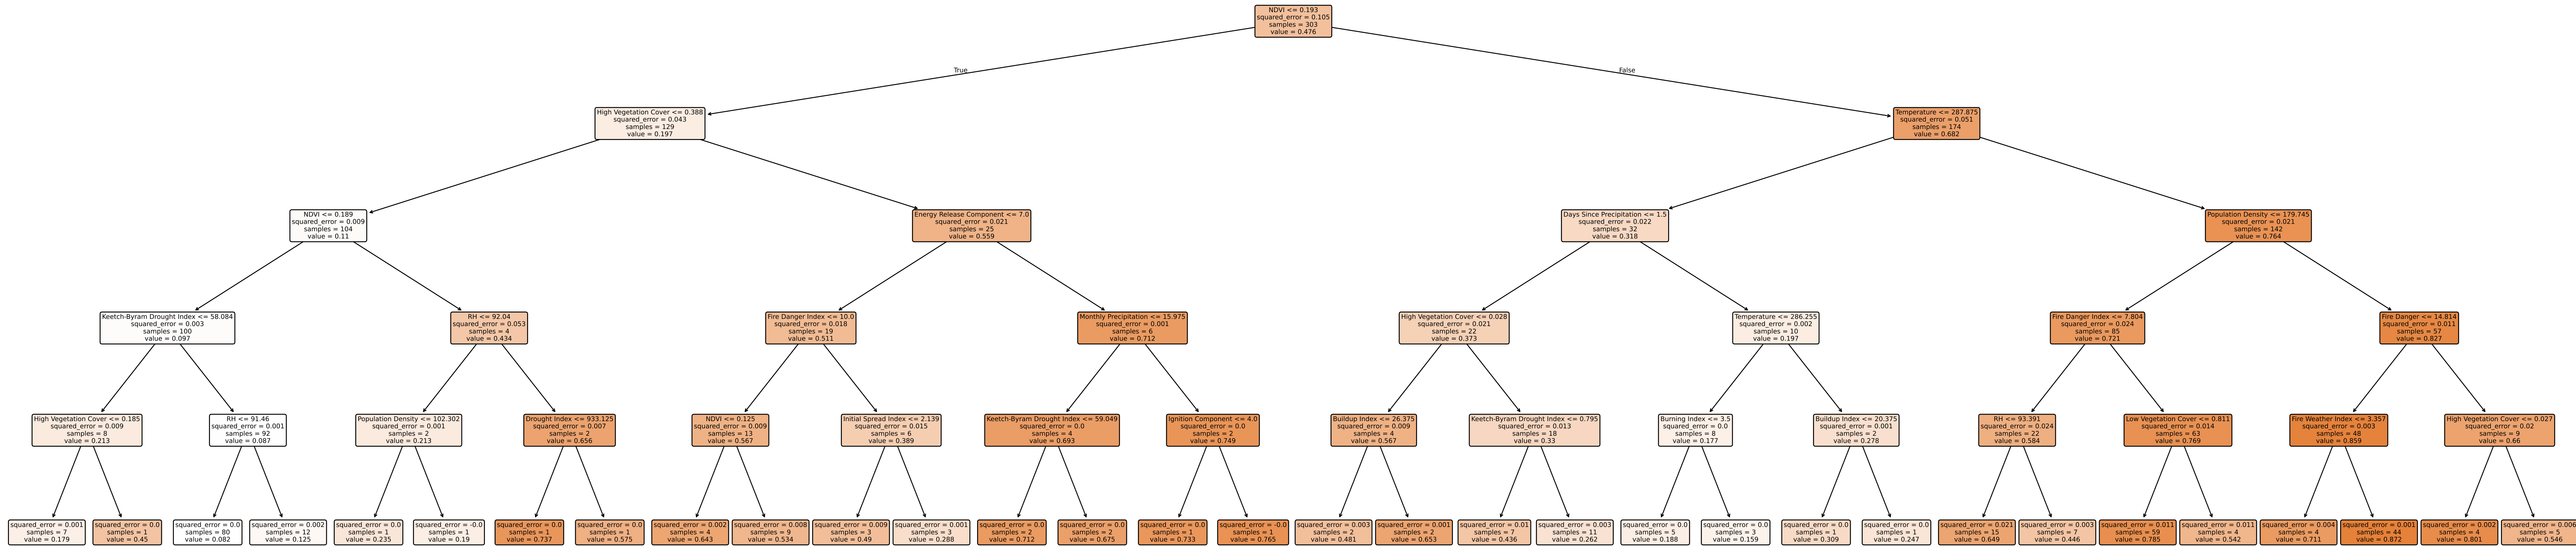 NDVI <= 0.193
squared_error = 0.105
samples = 303
value = 0.476
True
False
High Vegetation Cover <= 0.388
squared_error = 0.043
samples = 129
value = 0.197
Temperature <= 287.875
squared_error = 0.051
samples = 174
value = 0.682
NDVI <= 0.189
squared_error = 0.009
samples = 104
value = 0.11
Energy Release Component <= 7.0
squared_error = 0.021
samples = 25
value = 0.559
Days Since Precipitation <= 1.5
squared_error = 0.022
samples = 32
value = 0.318
Population Density <= 179.745
squared_error = 0.021
samples = 142
value = 0.764
Keetch-Byram Drought Index <= 58.084
squared_error = 0.003
samples = 100
value = 0.097
RH <= 92.04
squared_error = 0.053
samples = 4
value = 0.434
Fire Danger Index <= 10.0
squared_error = 0.018
samples = 19
value = 0.511
Monthly Precipitation <= 15.975
squared_error = 0.001
samples = 6
value = 0.712
High Vegetation Cover <= 0.028
squared_error = 0.021
samples = 22
value = 0.373
Temperature <= 286.255
squared_error = 0.002
samples = 10
value = 0.197
Fire Danger Index <= 7.804
squared_error = 0.024
samples = 85
value = 0.721
Fire Danger <= 14.814
squared_error = 0.011
samples = 57
value = 0.827
High Vegetation Cover <= 0.185
squared_error = 0.009
samples = 8
value = 0.213
RH <= 91.46
squared_error = 0.001
samples = 92
value = 0.087
Population Density <= 102.302
squared_error = 0.001
samples = 2
value = 0.213
Drought Index <= 933.125
squared_error = 0.007
samples = 2
value = 0.656
NDVI <= 0.125
squared_error = 0.009
samples = 13
value = 0.567
Initial Spread Index <= 2.139
squared_error = 0.015
samples = 6
value = 0.389
Keetch-Byram Drought Index <= 59.049
squared_error = 0.0
samples = 4
value = 0.693
Ignition Component <= 4.0
squared_error = 0.0
samples = 2
value = 0.749
Buildup Index <= 26.375
squared_error = 0.009
samples = 4
value = 0.567
Keetch-Byram Drought Index <= 0.795
squared_error = 0.013
samples = 18
value = 0.33
Burning Index <= 3.5
squared_error = 0.0
samples = 8
value = 0.177
Buildup Index <= 20.375
squared_error = 0.001
samples = 2
value = 0.278
RH <= 93.391
squared_error = 0.024
samples = 22
value = 0.584
Low Vegetation Cover <= 0.811
squared_error = 0.014
samples = 63
value = 0.769
Fire Weather Index <= 3.357
squared_error = 0.003
samples = 48
value = 0.859
High Vegetation Cover <= 0.027
squared_error = 0.02
samples = 9
value = 0.66
squared_error = 0.001
samples = 7
value = 0.179
squared_error = 0.0
samples = 1
value = 0.45
squared_error = 0.0
samples = 80
value = 0.082
squared_error = 0.002
samples = 12
value = 0.125
squared_error = 0.0
samples = 1
value = 0.235
squared_error = -0.0
samples = 1
value = 0.19
squared_error = 0.0
samples = 1
value = 0.737
squared_error = 0.0
samples = 1
value = 0.575
squared_error = 0.002
samples = 4
value = 0.643
squared_error = 0.008
samples = 9
value = 0.534
squared_error = 0.009
samples = 3
value = 0.49
squared_error = 0.001
samples = 3
value = 0.288
squared_error = 0.0
samples = 2
value = 0.712
squared_error = 0.0
samples = 2
value = 0.675
squared_error = 0.0
samples = 1
value = 0.733
squared_error = -0.0
samples = 1
value = 0.765
squared_error = 0.003
samples = 2
value = 0.481
squared_error = 0.001
samples = 2
value = 0.653
squared_error = 0.01
samples = 7
value = 0.436
squared_error = 0.003
samples = 11
value = 0.262
squared_error = 0.0
samples = 5
value = 0.188
squared_error = 0.0
samples = 3
value = 0.159
squared_error = 0.0
samples = 1
value = 0.309
squared_error = 0.0
samples = 1
value = 0.247
squared_error = 0.021
samples = 15
value = 0.649
squared_error = 0.003
samples = 7
value = 0.446
squared_error = 0.011
samples = 59
value = 0.785
squared_error = 0.011
samples = 4
value = 0.542
squared_error = 0.004
samples = 4
value = 0.711
squared_error = 0.001
samples = 44
value = 0.872
squared_error = 0.002
samples = 4
value = 0.801
squared_error = 0.006
samples = 5
value = 0.546